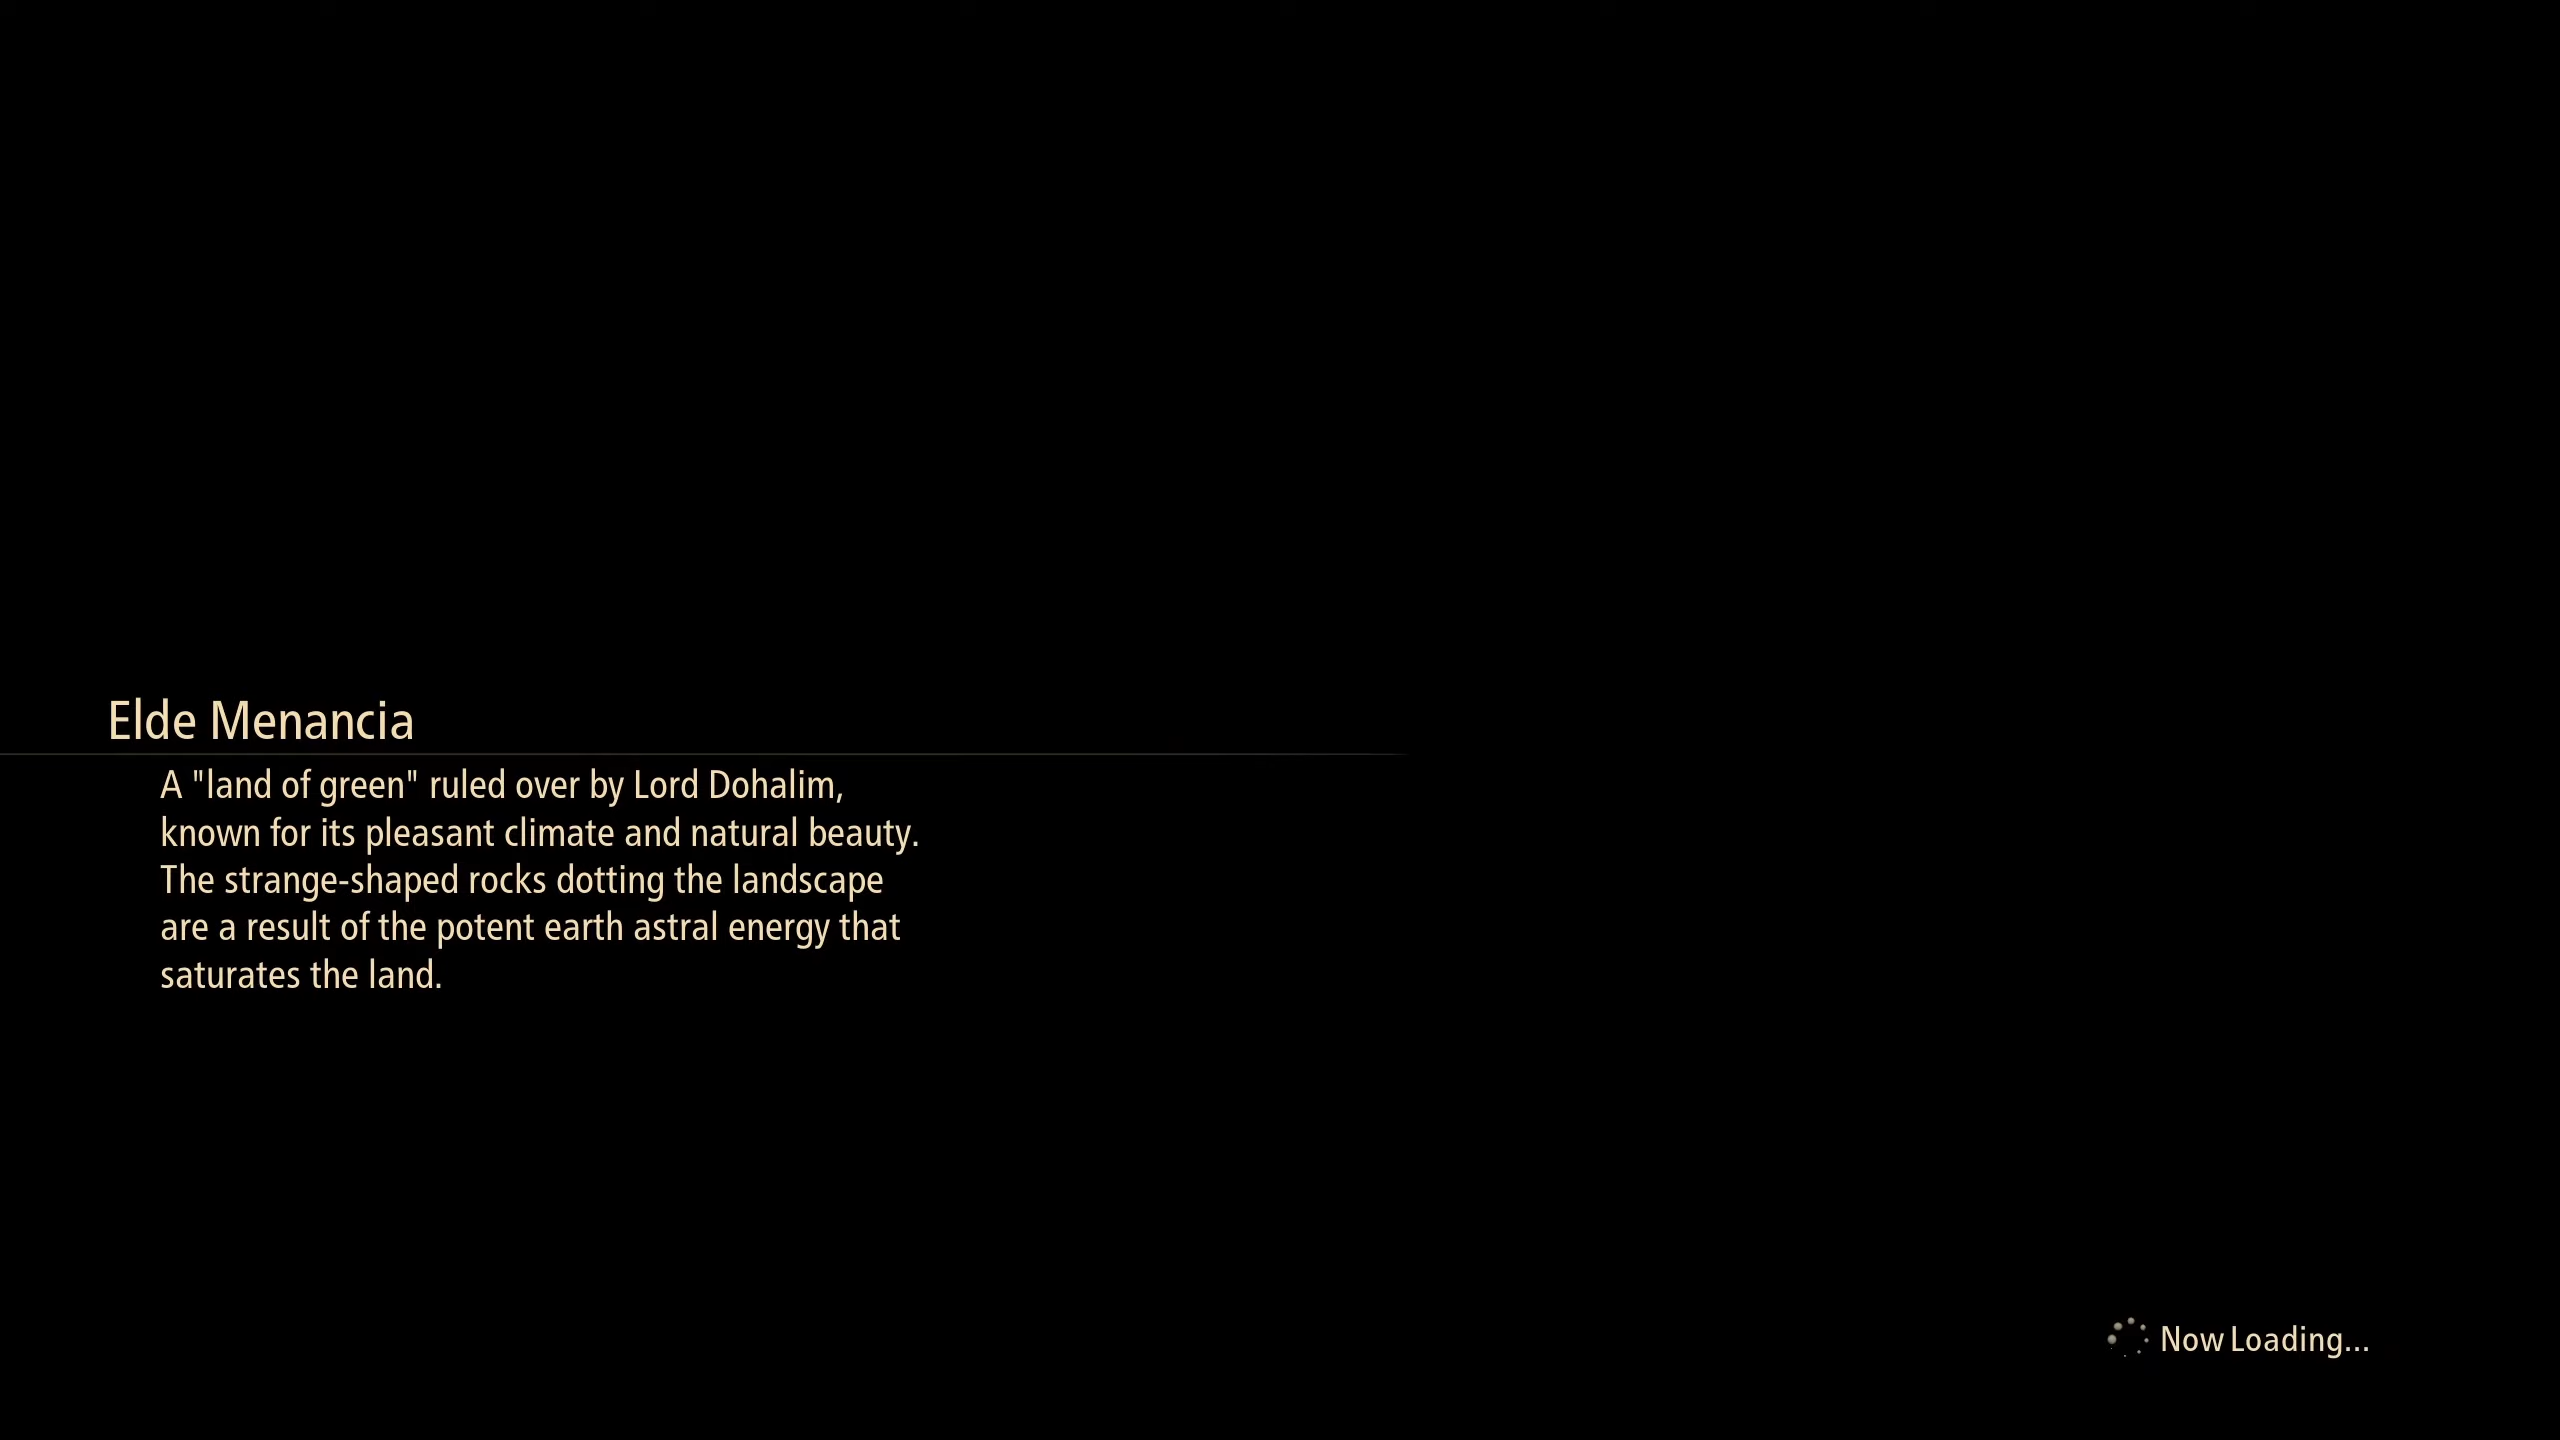 Elde Menancia
A "land of green" ruled over by Lord Dohalim,
known for its pleasant climate and natural beauty.
The strange-shaped rocks dotting the landscape
are a result of the potent earth astral energy that
saturates the land.
Now Loading...